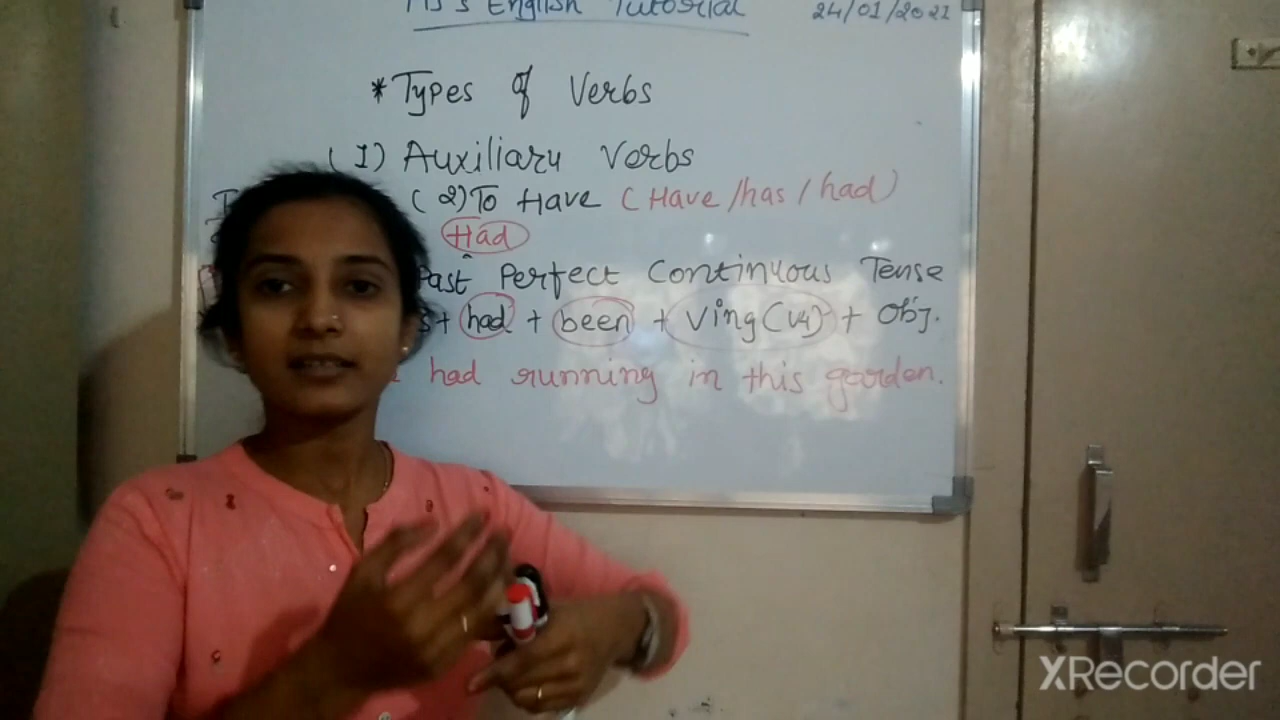 English Tutorial 24/01/2021
* Types of Verbs
(1) Auxiliary Verbs
(2) To Have (Have/has/had)
Had
Past Perfect Continuous Tense
S + had + been + Ving (V4) + Obj.
had running in this garden.
XRecorder